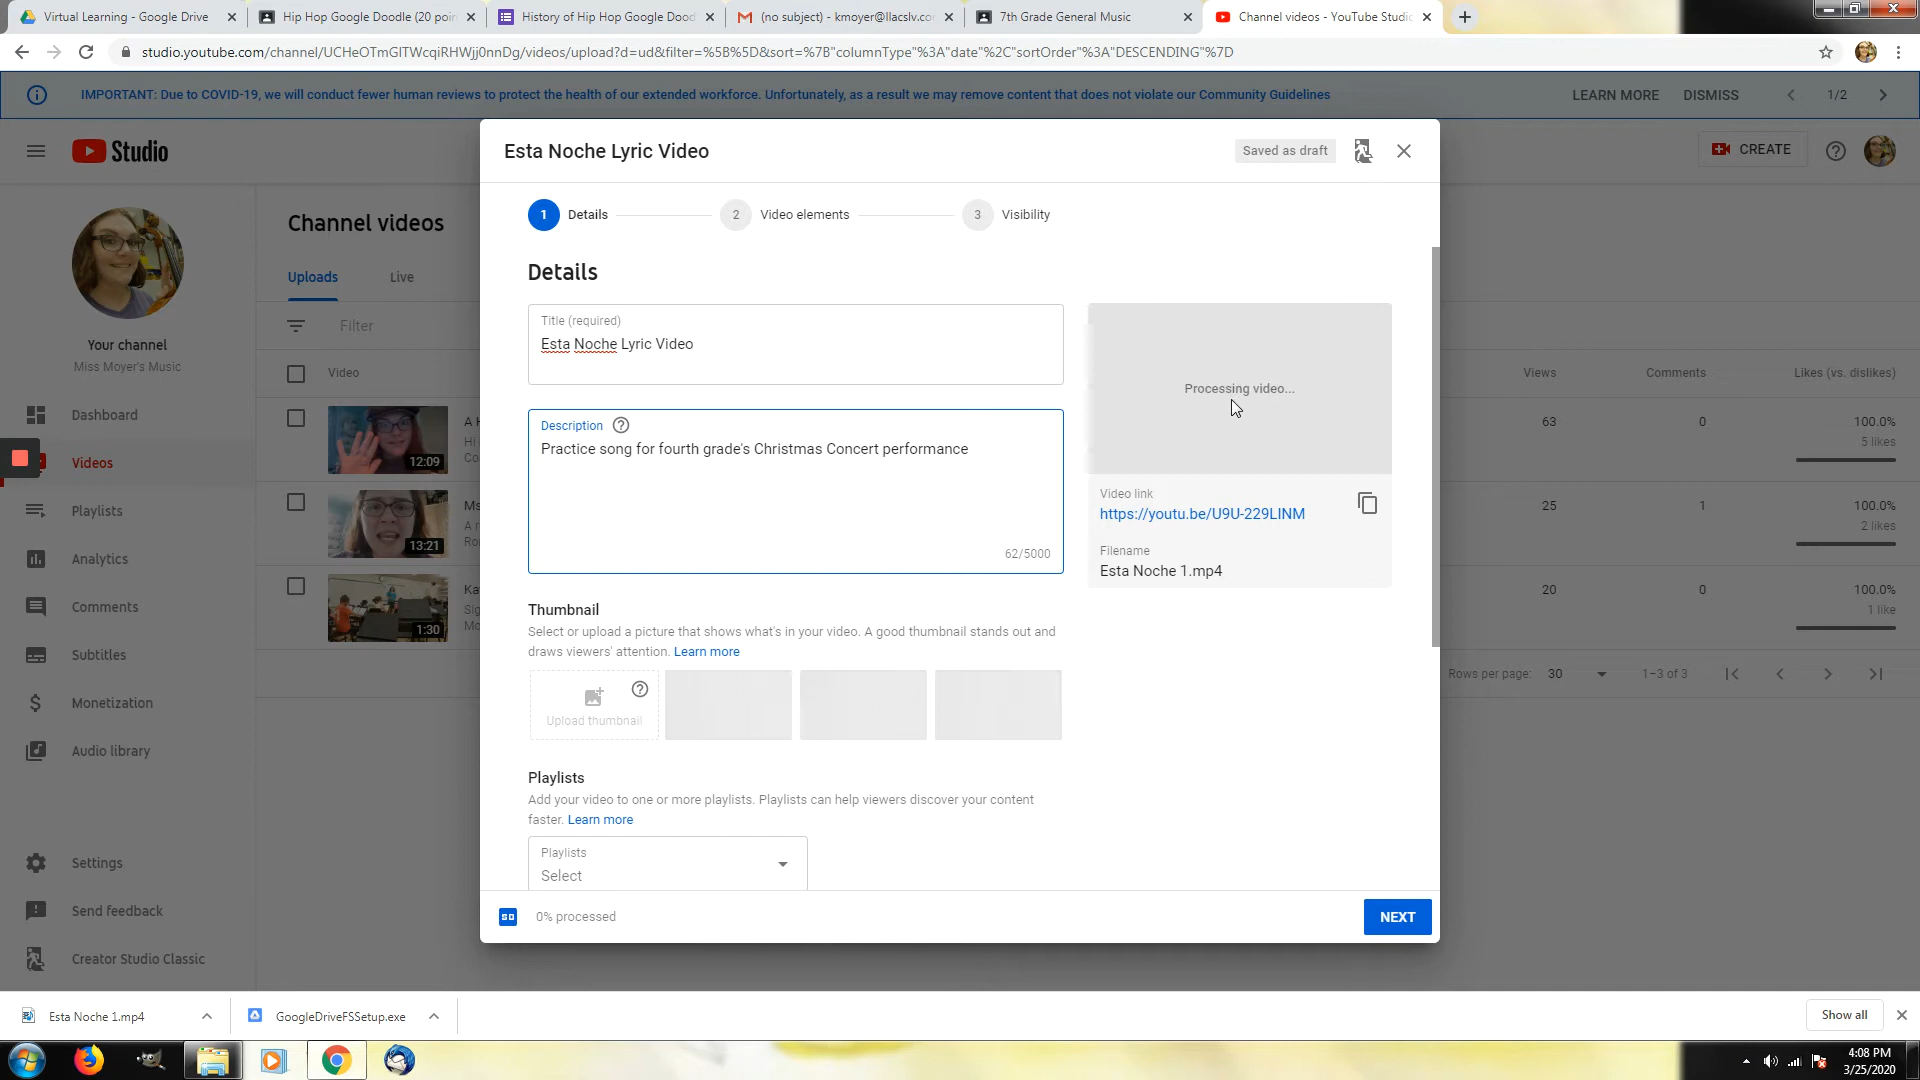 Virtual Learning - Google Drive
Hip Hop Google Doodle (20 poin
History of Hip Hop Google Dood
(no subject) - kmoyer@llacslv.co
7th Grade General Music
Channel videos - YouTube Studio
studio.youtube.com/channel/UCHeOTmGlTWcqiRHWjj0nnDg/videos/upload?d=ud&filter=%5B%5D&sort=%7B"columnType"%3A"date"%2C"sortOrder"%3A"DESCENDING"%7D
IMPORTANT: Due to COVID-19, we will conduct fewer human reviews to protect the health of our extended workforce. Unfortunately, as a result we may remove content that does not violate our Community Guidelines
LEARN MORE
DISMISS
1/2
Studio
CREATE
Your channel
Miss Moyer's Music
Dashboard
Videos
Playlists
Analytics
Comments
Subtitles
Monetization
Audio library
Settings
Send feedback
Creator Studio Classic
Channel videos
Uploads
Live
Filter
Video
Views
Comments
Likes (vs. dislikes)
12:09
A H
Hi
Co
63
0
100.0%
5 likes
13:21
Ms
A r
Ro
25
1
100.0%
2 likes
1:30
Ka
Sig
Mo
20
0
100.0%
1 like
Rows per page:
30
1–3 of 3
Esta Noche Lyric Video
Saved as draft
1
Details
2
Video elements
3
Visibility
Details
Title (required)
Esta Noche Lyric Video
Description
Practice song for fourth grade's Christmas Concert performance
62/5000
Processing video...
Video link
https://youtu.be/U9U-229LINM
Filename
Esta Noche 1.mp4
Thumbnail
Select or upload a picture that shows what's in your video. A good thumbnail stands out and
draws viewers' attention. Learn more
Upload thumbnail
Playlists
Add your video to one or more playlists. Playlists can help viewers discover your content
faster. Learn more
Playlists
Select
SD
0% processed
NEXT
Esta Noche 1.mp4
GoogleDriveFSSetup.exe
Show all
4:08 PM
3/25/2020